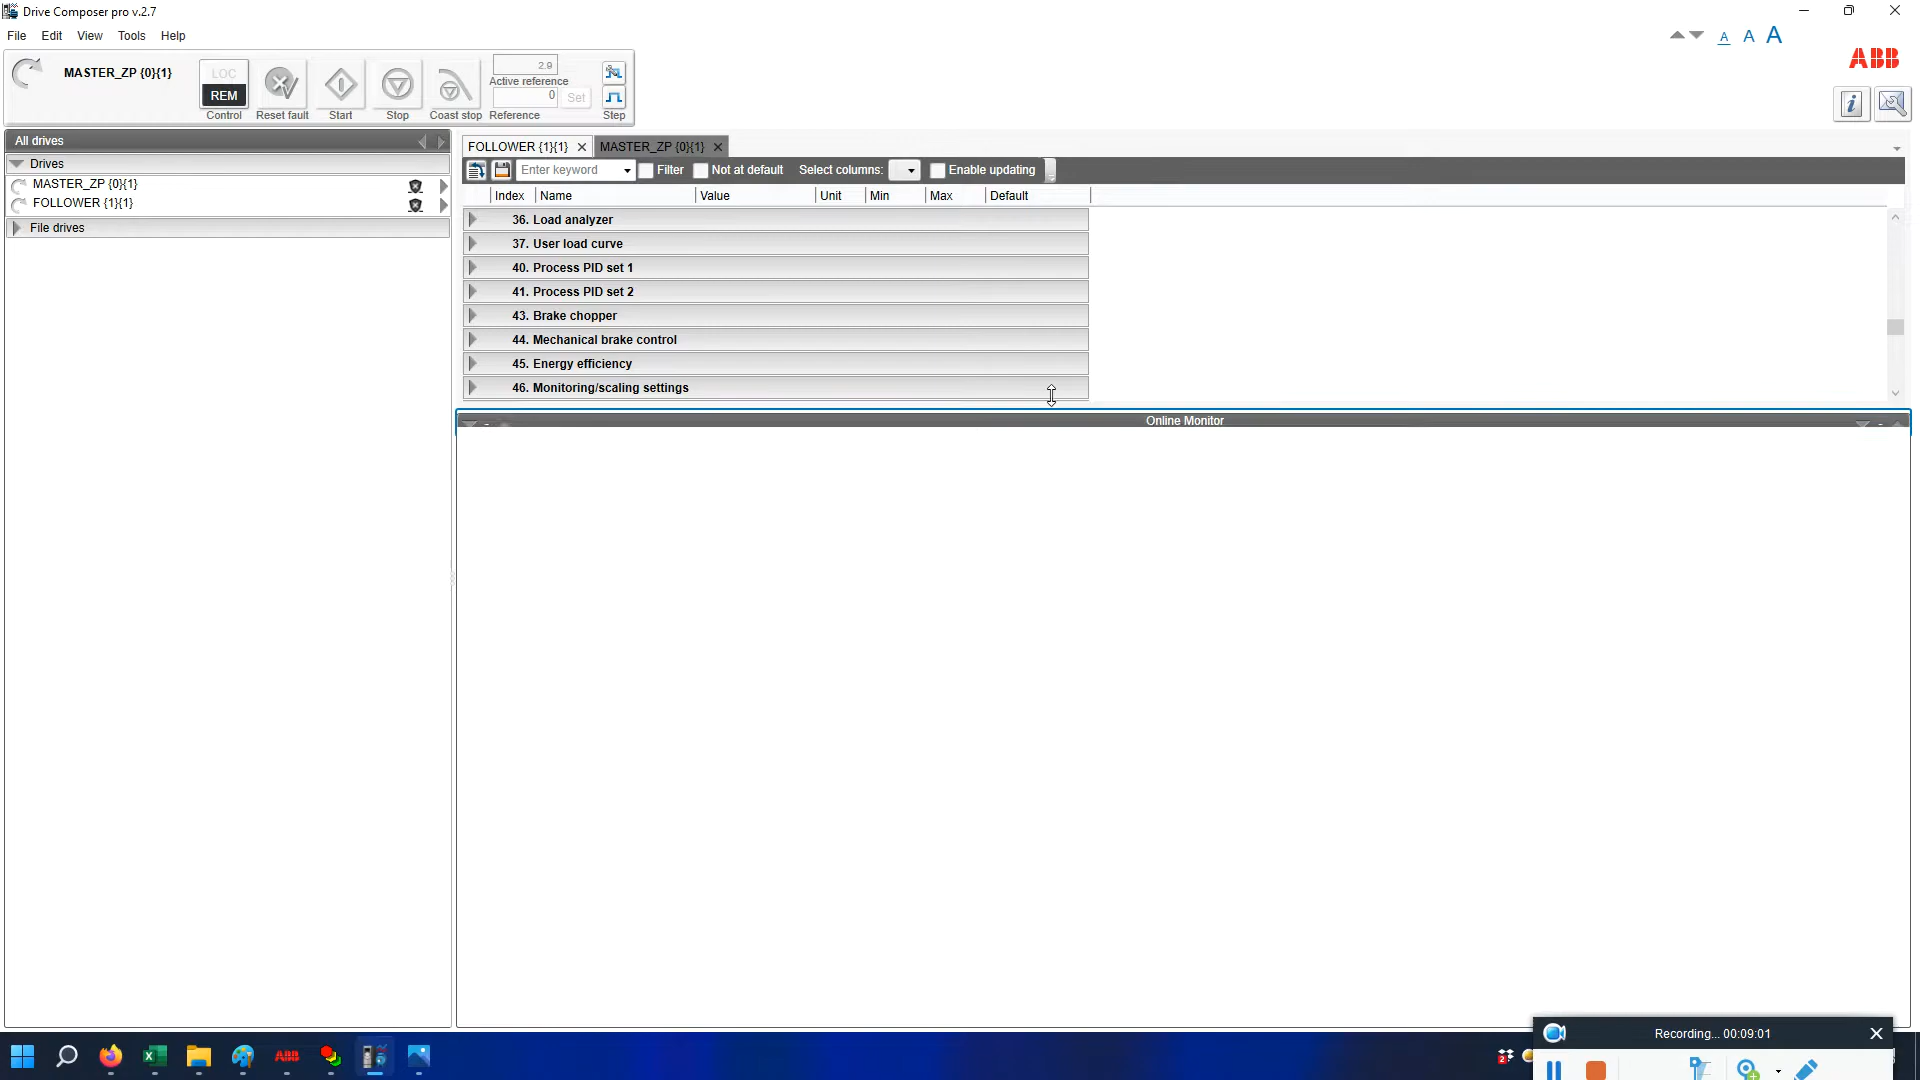 Drive Composer pro v.2.7
File Edit View Tools Help
A A A
ABB
MASTER_ZP {0}{1}
LOC
REM
Control
Reset fault
Start
Stop
Coast stop
2.9
Active reference
0
Set
Reference
Step
All drives
Drives
MASTER_ZP {0}{1}
FOLLOWER {1}{1}
File drives
FOLLOWER {1}{1} MASTER_ZP {0}{1}
Enter keyword Filter Not at default Select columns: Enable updating
Index Name Value Unit Min Max Default
36. Load analyzer
37. User load curve
40. Process PID set 1
41. Process PID set 2
43. Brake chopper
44. Mechanical brake control
45. Energy efficiency
46. Monitoring/scaling settings
Online Monitor
ABB
2
Recording... 00:09:01